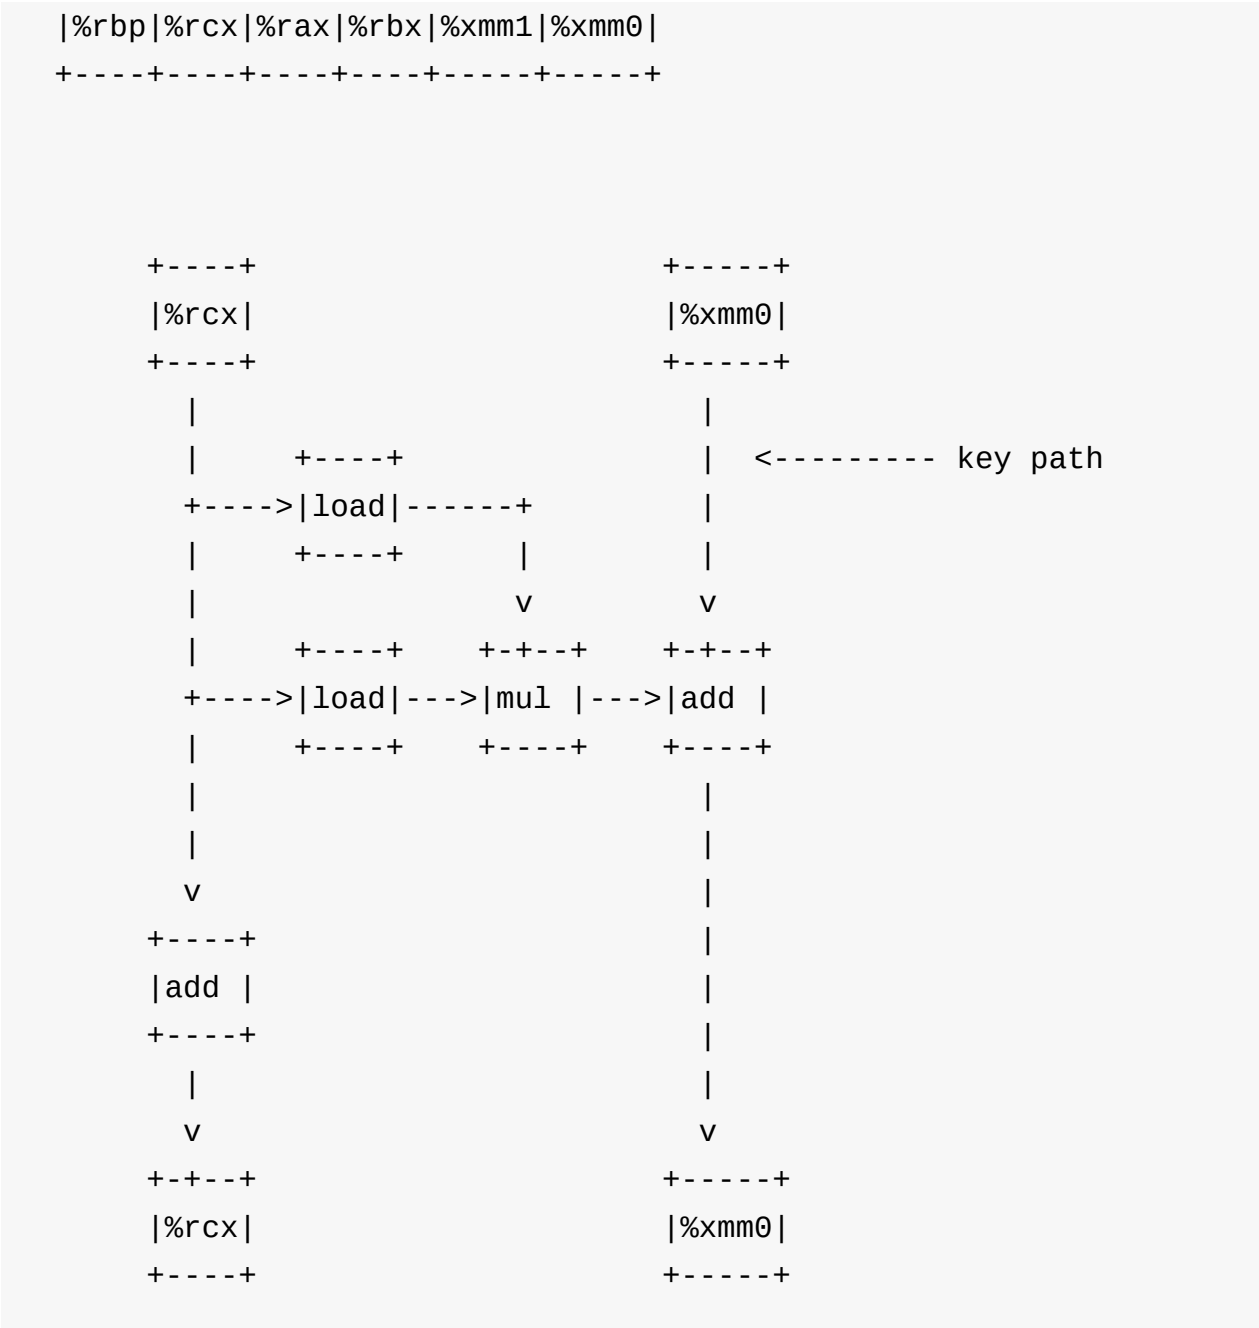 |%rbp|%rcx|%rax|%rbx|%xmm1|%xmm0|
+----+----+----+----+-----+-----+
+----+                      +-----+
|%rcx|                      |%xmm0|
+----+                      +-----+
  |                           |
  |     +----+                |  <--------- key path
  +---->|load|------+         |
  |     +----+      |         |
  |                 v         v
  |     +----+    +-+--+    +-+--+
  +---->|load|--->|mul |--->|add |
  |     +----+    +----+    +----+
  |                           |
  |                           |
  v                           |
+----+                        |
|add |                        |
+----+                        |
  |                           |
  v                           v
+-+--+                      +-----+
|%rcx|                      |%xmm0|
+----+                      +-----+